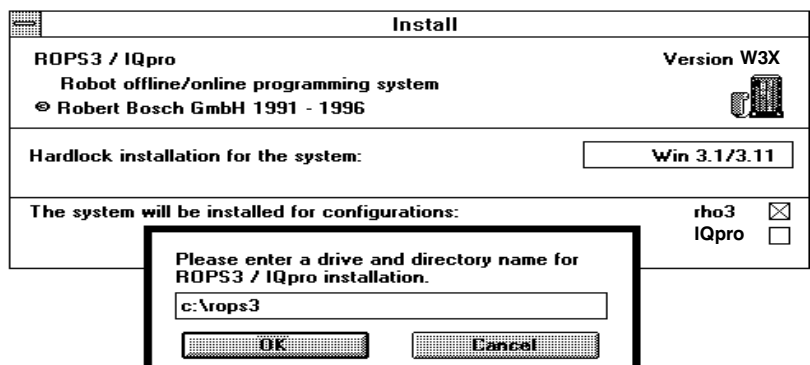 Install
ROPS3 / IQpro
Version W3X
Robot offline/online programming system
© Robert Bosch GmbH 1991 - 1996
Hardlock installation for the system:
Win 3.1/3.11
The system will be installed for configurations:
rho3
IQpro
Please enter a drive and directory name for
ROPS3 / IQpro installation.
c:\rops3
OK
Cancel